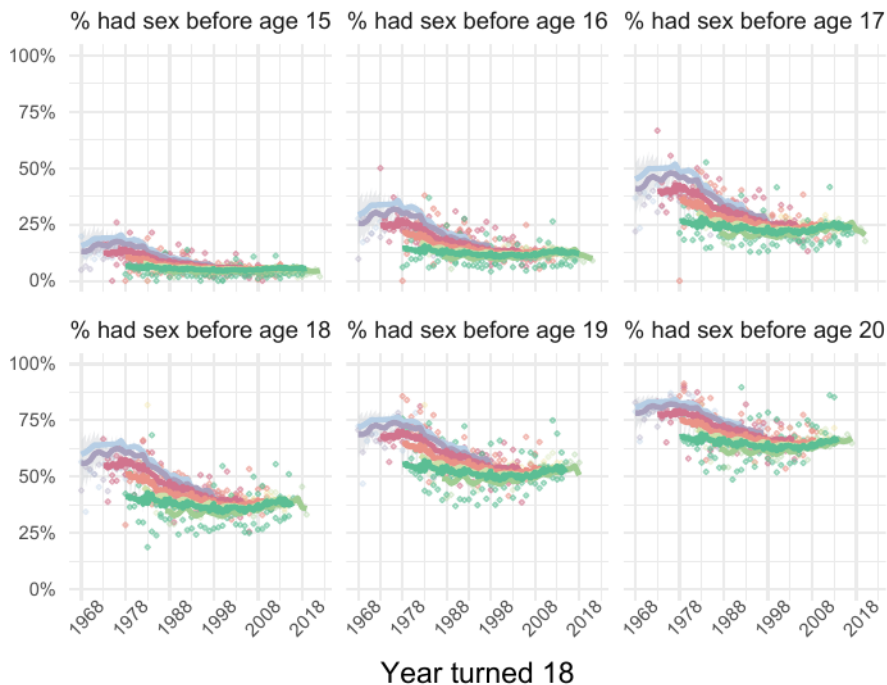 % had sex before age 15 % had sex before age 16 % had sex before age 17
100%
75%
50%
25%
0%
% had sex before age 18 % had sex before age 19 % had sex before age 20
100%
75%
50%
25%
0%
1968 1978 1988 1998 2008 2018 1968 1978 1988 1998 2008 2018 1968 1978 1988 1998 2008 2018
Year turned 18